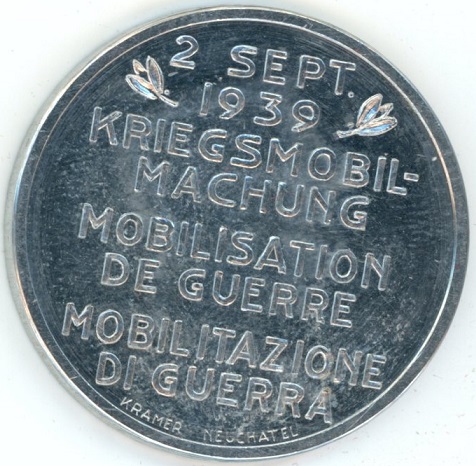 2 SEPT.
1939
KRIEGSMOBIL-
MACHUNG
MOBILISATION
DE GUERRE
MOBILITAZIONE
DI GUERRA
KRAMER NEUCHATEL